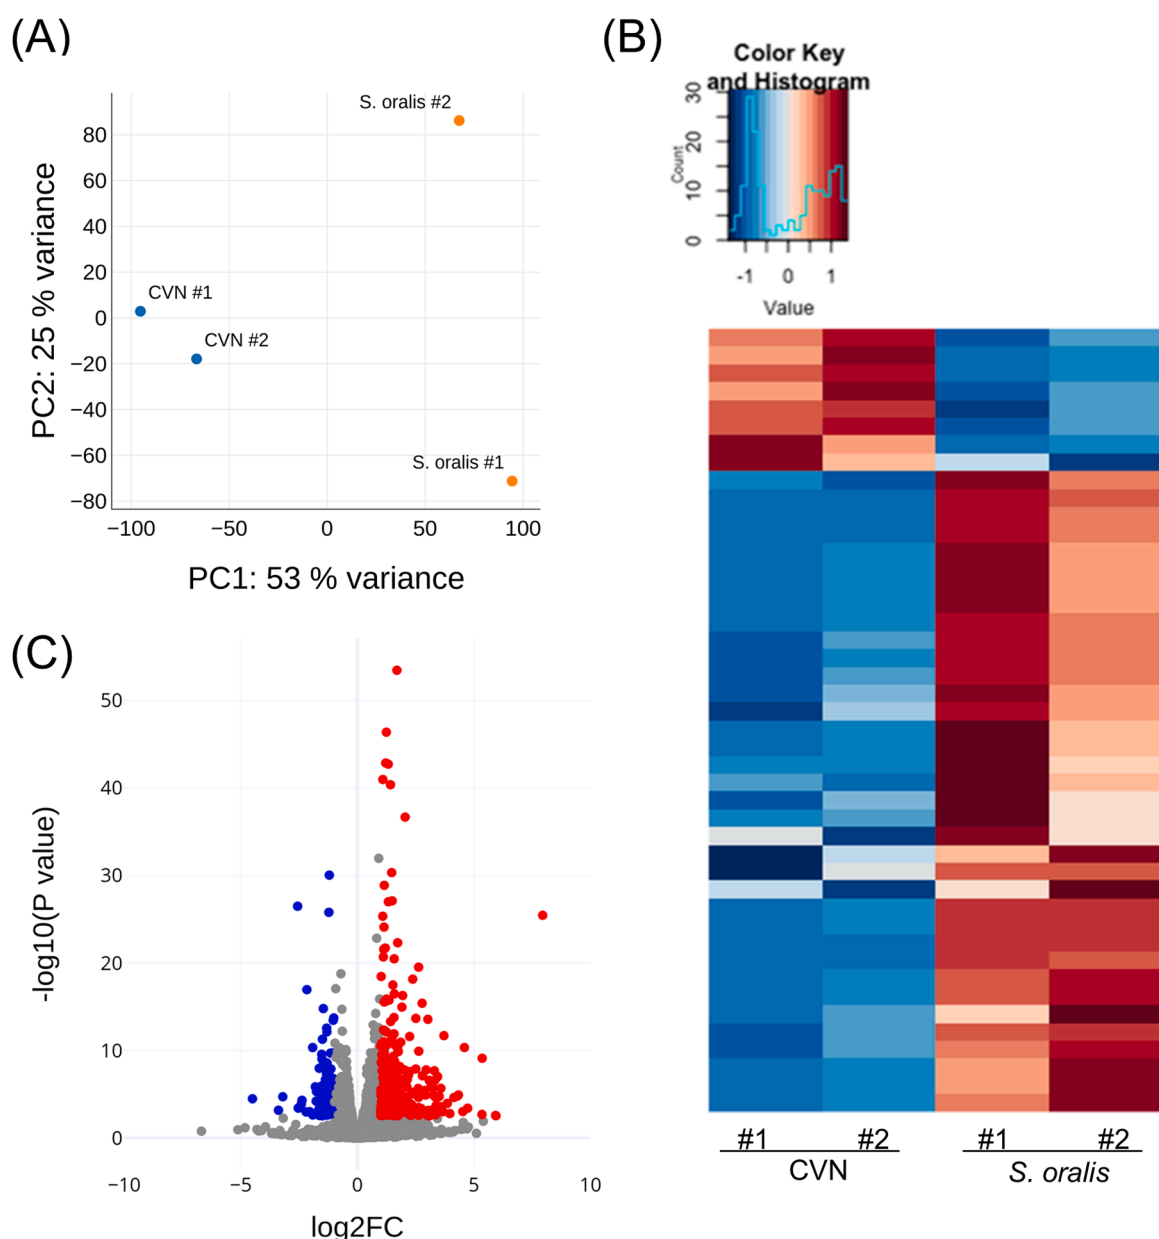 (A)
S. oralis #2
CVN #1
CVN #2
S. oralis #1
80
60
40
20
0
−20
−40
−60
−80
−100
−50
0
50
100
PC2: 25 % variance
PC1: 53 % variance
(B)
Color Key
and Histogram
30
20
10
0
Count
-1
0
1
Value
#1
#2
#1
#2
CVN
S. oralis
(C)
50
40
30
20
10
0
-log10(P value)
−10
−5
0
5
10
log2FC